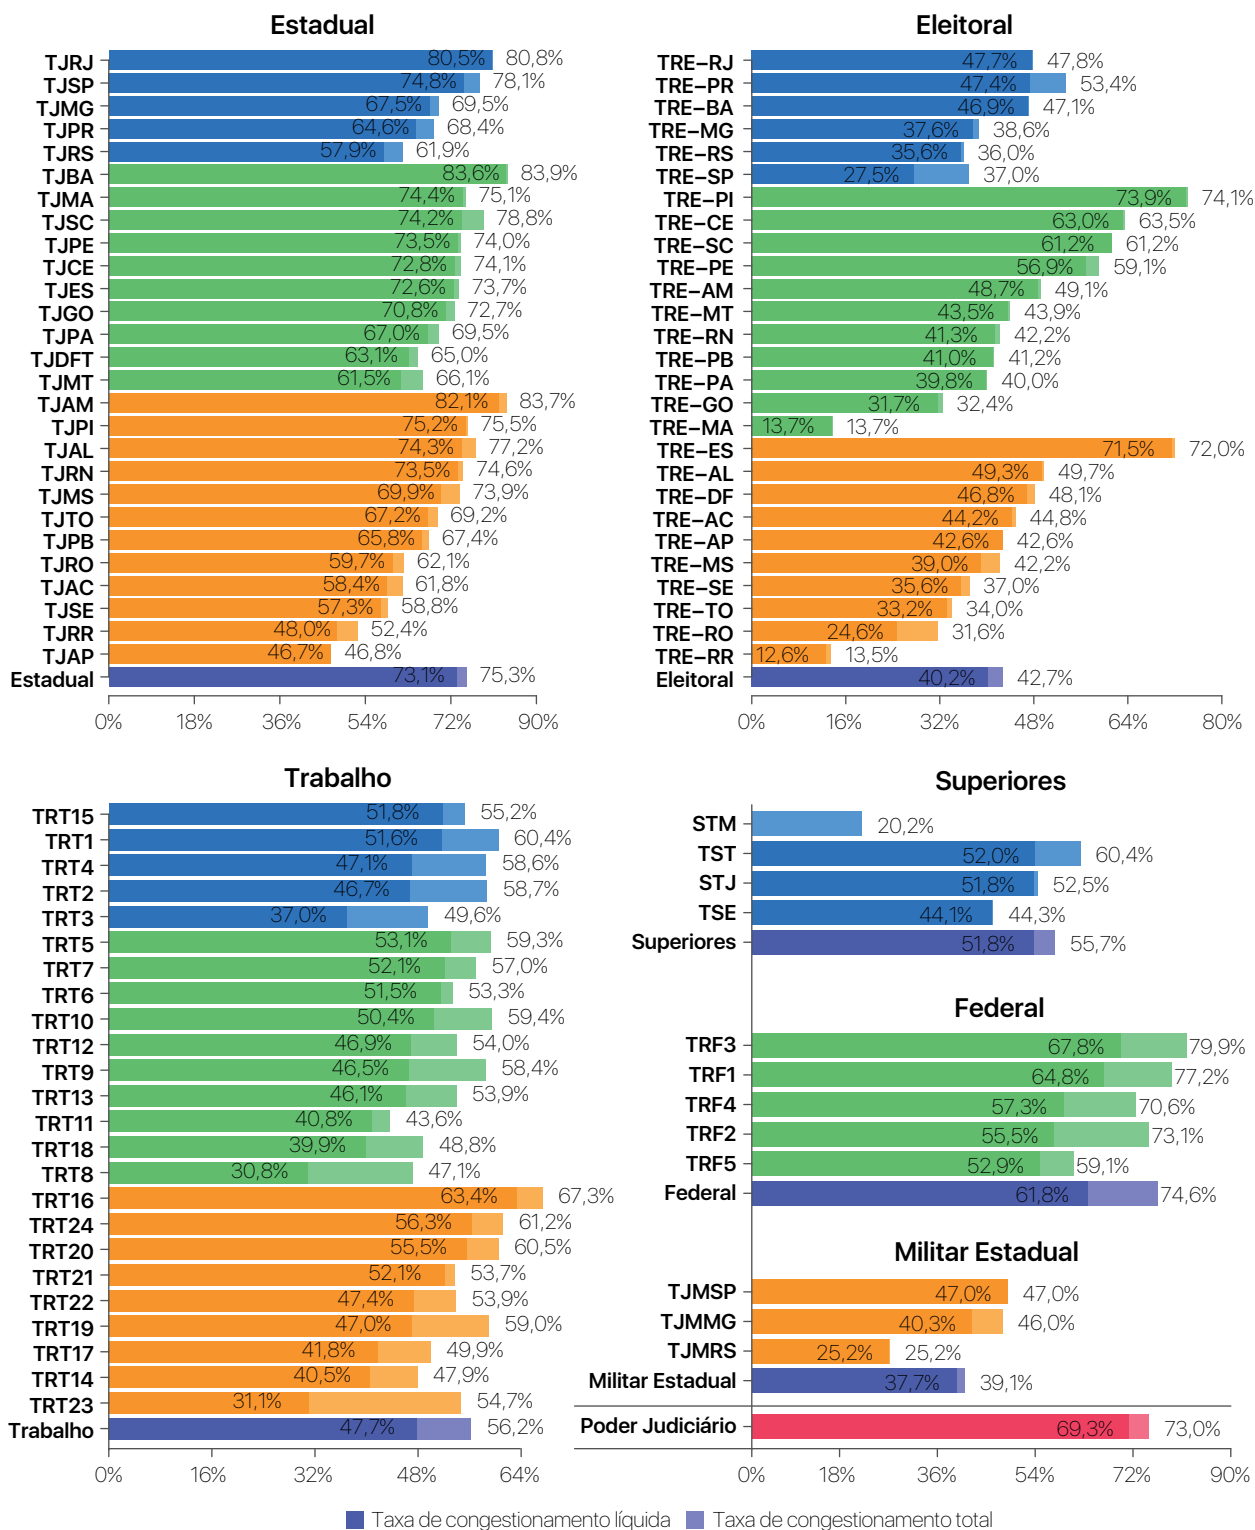 Estadual
TJRJ 80,5% 80,8%
TJSP 74,8% 78,1%
TJMG 67,5% 69,5%
TJPR 64,6% 68,4%
TJRS 57,9% 61,9%
TJBA 83,6% 83,9%
TJMA 74,4% 75,1%
TJSC 74,2% 78,8%
TJPE 73,5% 74,0%
TJCE 72,8% 74,1%
TJES 72,6% 73,7%
TJGO 70,8% 72,7%
TJPA 67,0% 69,5%
TJDFT 63,1% 65,0%
TJMT 61,5% 66,1%
TJAM 82,1% 83,7%
TJPI 75,2% 75,5%
TJAL 74,3% 77,2%
TJRN 73,5% 74,6%
TJMS 69,9% 73,9%
TJTO 67,2% 69,2%
TJPB 65,8% 67,4%
TJRO 59,7% 62,1%
TJAC 58,4% 61,8%
TJSE 57,3% 58,8%
TJRR 48,0% 52,4%
TJAP 46,7% 46,8%
Estadual 73,1% 75,3%
0% 18% 36% 54% 72% 90%
Eleitoral
TRE–RJ 47,7% 47,8%
TRE–PR 47,4% 53,4%
TRE–BA 46,9% 47,1%
TRE–MG 37,6% 38,6%
TRE–RS 35,6% 36,0%
TRE–SP 27,5% 37,0%
TRE–PI 73,9% 74,1%
TRE–CE 63,0% 63,5%
TRE–SC 61,2% 61,2%
TRE–PE 56,9% 59,1%
TRE–AM 48,7% 49,1%
TRE–MT 43,5% 43,9%
TRE–RN 41,3% 42,2%
TRE–PB 41,0% 41,2%
TRE–PA 39,8% 40,0%
TRE–GO 31,7% 32,4%
TRE–MA 13,7% 13,7%
TRE–ES 71,5% 72,0%
TRE–AL 49,3% 49,7%
TRE–DF 46,8% 48,1%
TRE–AC 44,2% 44,8%
TRE–AP 42,6% 42,6%
TRE–MS 39,0% 42,2%
TRE–SE 35,6% 37,0%
TRE–TO 33,2% 34,0%
TRE–RO 24,6% 31,6%
TRE–RR 12,6% 13,5%
Eleitoral 40,2% 42,7%
0% 16% 32% 48% 64% 80%
Trabalho
TRT15 51,8% 55,2%
TRT1 51,6% 60,4%
TRT4 47,1% 58,6%
TRT2 46,7% 58,7%
TRT3 37,0% 49,6%
TRT5 53,1% 59,3%
TRT7 52,1% 57,0%
TRT6 51,5% 53,3%
TRT10 50,4% 59,4%
TRT12 46,9% 54,0%
TRT9 46,5% 58,4%
TRT13 46,1% 53,9%
TRT11 40,8% 43,6%
TRT18 39,9% 48,8%
TRT8 30,8% 47,1%
TRT16 63,4% 67,3%
TRT24 56,3% 61,2%
TRT20 55,5% 60,5%
TRT21 52,1% 53,7%
TRT22 47,4% 53,9%
TRT19 47,0% 59,0%
TRT17 41,8% 49,9%
TRT14 40,5% 47,9%
TRT23 31,1% 54,7%
Trabalho 47,7% 56,2%
0% 16% 32% 48% 64%
Superiores
STM 20,2%
TST 52,0% 60,4%
STJ 51,8% 52,5%
TSE 44,1% 44,3%
Superiores 51,8% 55,7%
Federal
TRF3 67,8% 79,9%
TRF1 64,8% 77,2%
TRF4 57,3% 70,6%
TRF2 55,5% 73,1%
TRF5 52,9% 59,1%
Federal 61,8% 74,6%
Militar Estadual
TJMSP 47,0% 47,0%
TJMMG 40,3% 46,0%
TJMRS 25,2% 25,2%
Militar Estadual 37,7% 39,1%
Poder Judiciário 69,3% 73,0%
0% 18% 36% 54% 72% 90%
Taxa de congestionamento líquida Taxa de congestionamento total